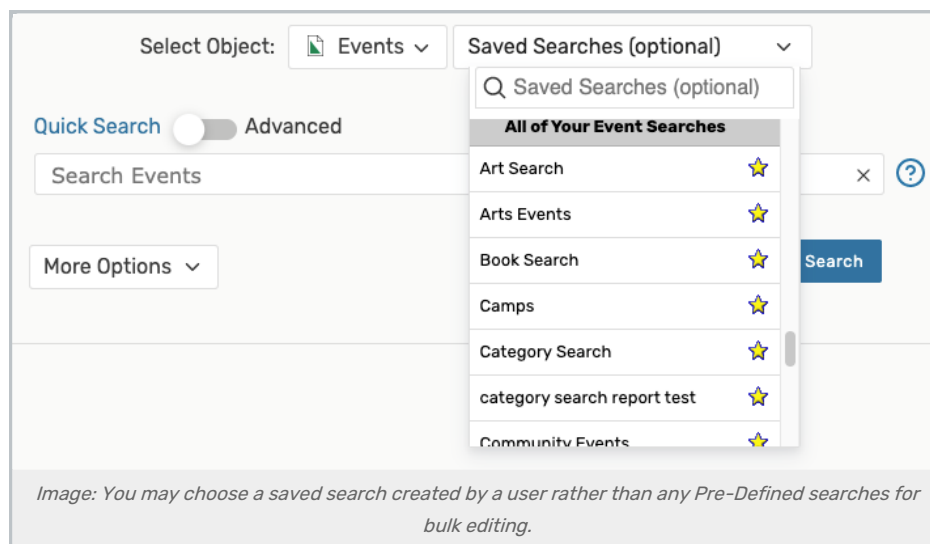 Select Object:
Events
Saved Searches (optional)
Saved Searches (optional)
Quick Search
Advanced
All of Your Event Searches
Search Events
Art Search
Arts Events
Book Search
More Options
Search
Camps
Category Search
category search report test
Community Events
Image: You may choose a saved search created by a user rather than any Pre-Defined searches for
bulk editing.